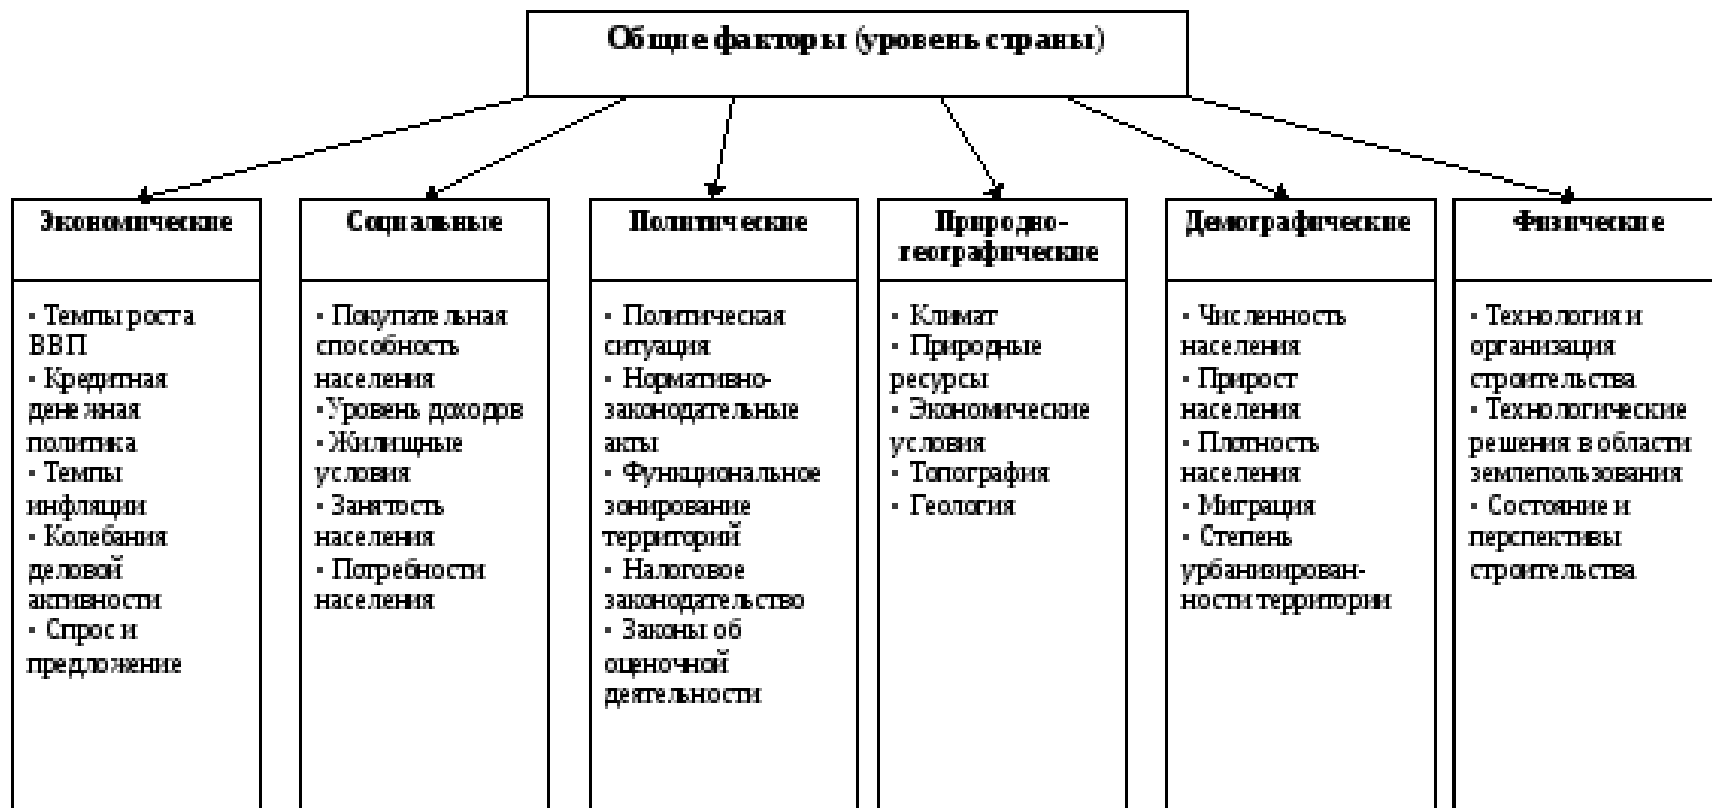 Общие факторы (уровень страны)
Экономические
· Темпы роста
ВВП
· Кредитная
денежная
политика
· Темпы
инфляции
· Колебания
деловой
активности
· Спрос и
предложение
Социальные
· Покупательная
способность
населения
·Уровень доходов
· Жилищные
условия
· Занятость
населения
· Потребности
населения
Политические
· Политическая
ситуация
· Нормативно-
законодательные
акты
· Функциональное
зонирование
территорий
· Налоговое
законодательство
· Законы об
оценочной
деятельности
Природно-
географические
· Климат
· Природные
ресурсы
· Экономические
условия
· Топография
· Геология
Демографические
· Численность
населения
· Прирост
населения
· Плотность
населения
· Миграция
· Степень
урбанизирован-
ности территории
Физические
· Технология и
организация
строительства
· Технологические
решения в области
землепользования
· Состояние и
перспективы
строительства